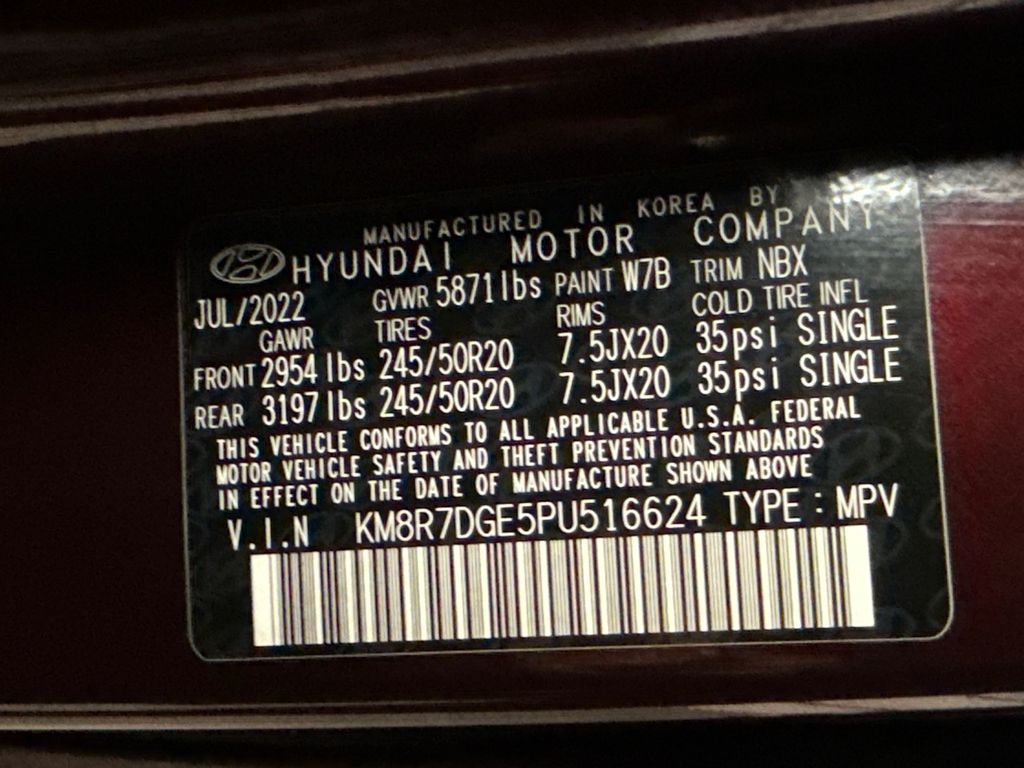 MANUFACTURED IN KOREA BY
HYUNDAI MOTOR COMPANY
JUL/2022 GVWR 5871lbs PAINT W7B TRIM NBX
GAWR TIRES RIMS COLD TIRE INFL
FRONT 2954 lbs 245/50R20 7.5JX20 35psi SINGLE
REAR 3197 lbs 245/50R20 7.5JX20 35psi SINGLE
THIS VEHICLE CONFORMS TO ALL APPLICABLE U.S.A. FEDERAL
MOTOR VEHICLE SAFETY AND THEFT PREVENTION STANDARDS
IN EFFECT ON THE DATE OF MANUFACTURE SHOWN ABOVE
V.I.N KM8R7DGE5PU516624 TYPE : MPV